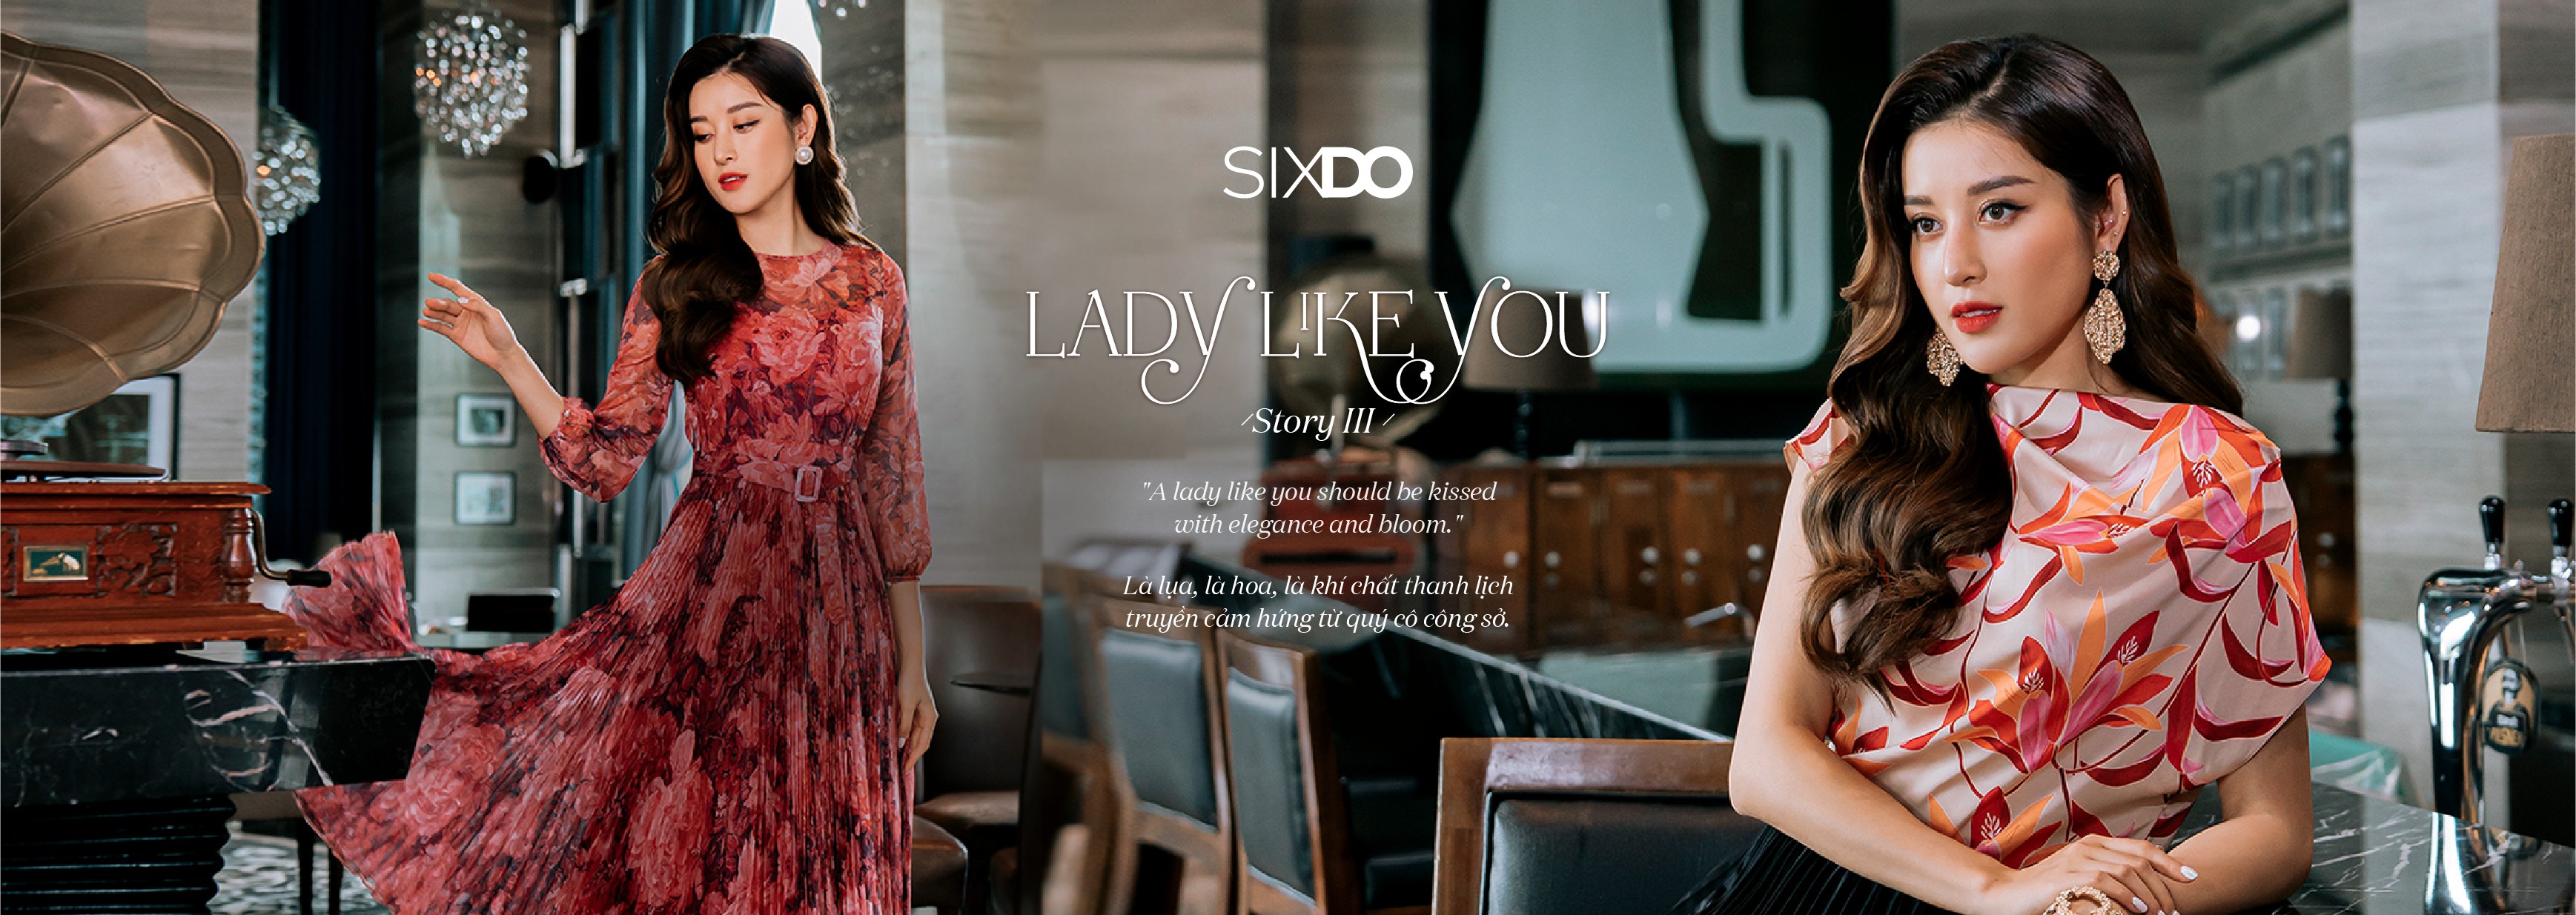 SIXDO
LADY LIKE YOU
Story III
"A lady like you should be kissed
with elegance and bloom."
Là lụa, là hoa, là khí chất thanh lịch
truyền cảm hứng từ quý cô công sở.